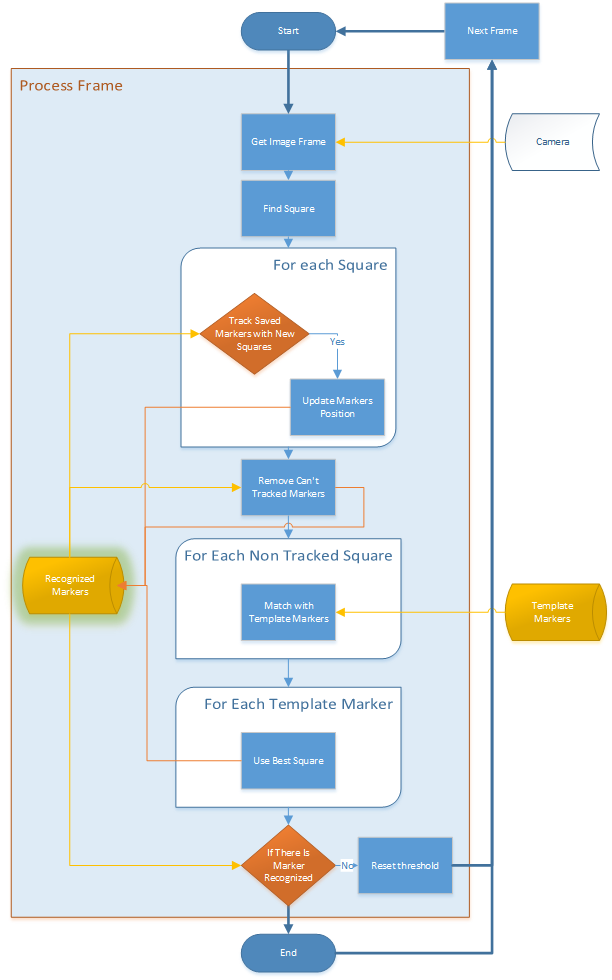 Start
Next Frame
Process Frame
Get Image Frame
Camera
Find Square
For each Square
Track Saved
Markers with New
Squares
Yes
Update Markers
Position
Remove Can't
Tracked Markers
For Each Non Tracked Square
Recognized
Markers
Match with
Template Markers
Template
Markers
For Each Template Marker
Use Best Square
If There Is
Marker
Recognized
No
Reset threshold
End